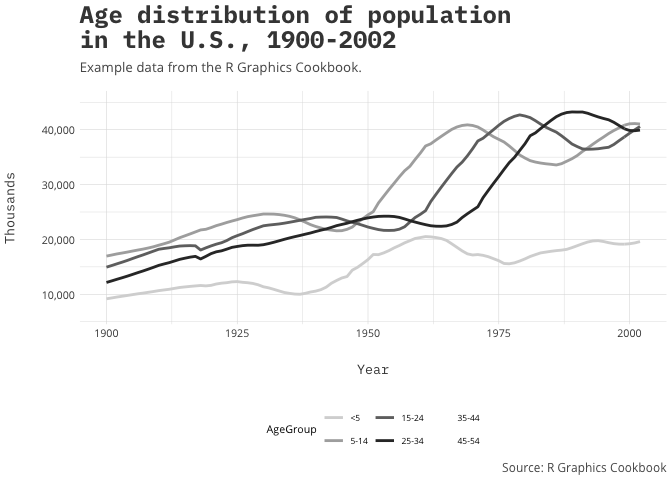 Age distribution of population
in the U.S., 1900-2002
Example data from the R Graphics Cookbook.
Thousands
40,000
30,000
20,000
10,000
1900 1925 1950 1975 2000
Year
AgeGroup
<5 15-24 35-44
5-14 25-34 45-54
Source: R Graphics Cookbook